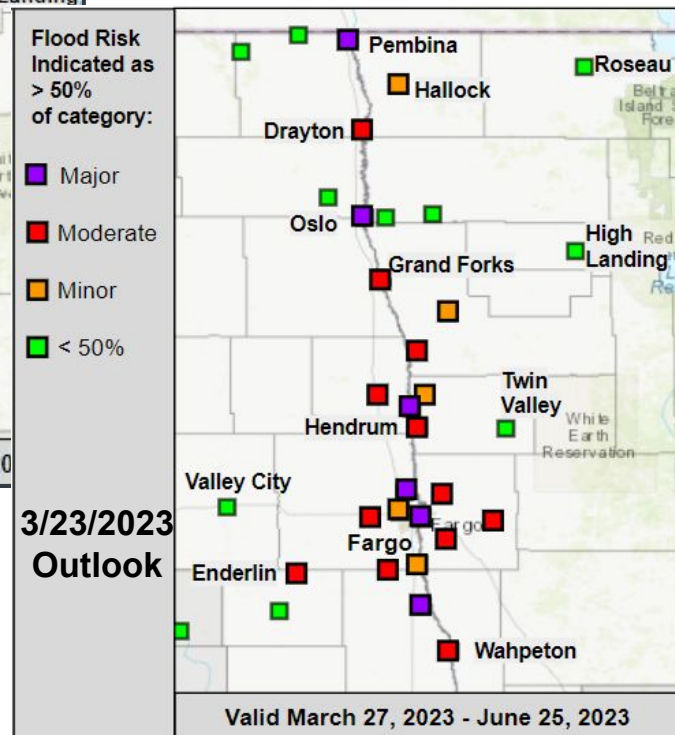 Flood Risk
Indicated as
> 50%
of category:
Major
Moderate
Minor
< 50%
3/23/2023
Outlook
Pembina
Roseau
Hallock
Drayton
Oslo
High
Landing
Red
Grand Forks
Twin
Valley
Hendrum
White
Earth
Reservation
Valley City
Fargo
Fargo
Enderlin
Wahpeton
Valid March 27, 2023 - June 25, 2023